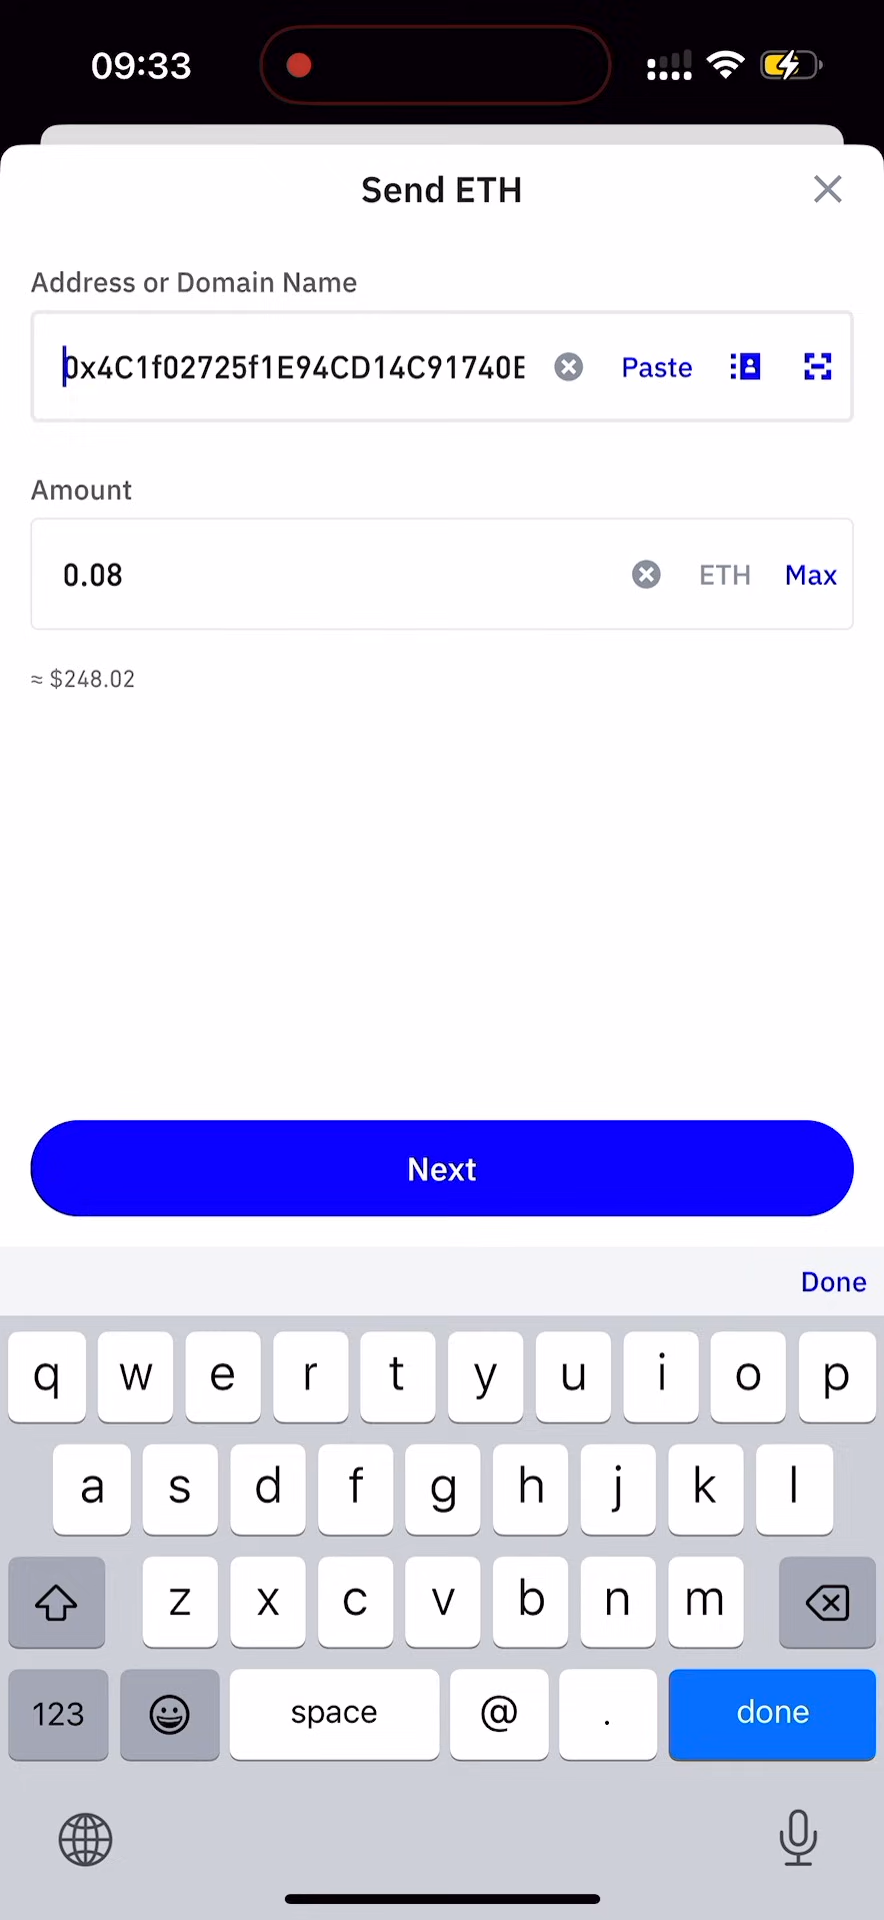 09:33
Send ETH
Address or Domain Name
0x4C1f02725f1E94CD14C91740E Paste
Amount
0.08 ETH Max
≈ $248.02
Next
Done
q w e r t y u i o p
a s d f g h j k l
z x c v b n m
123 space @ . done